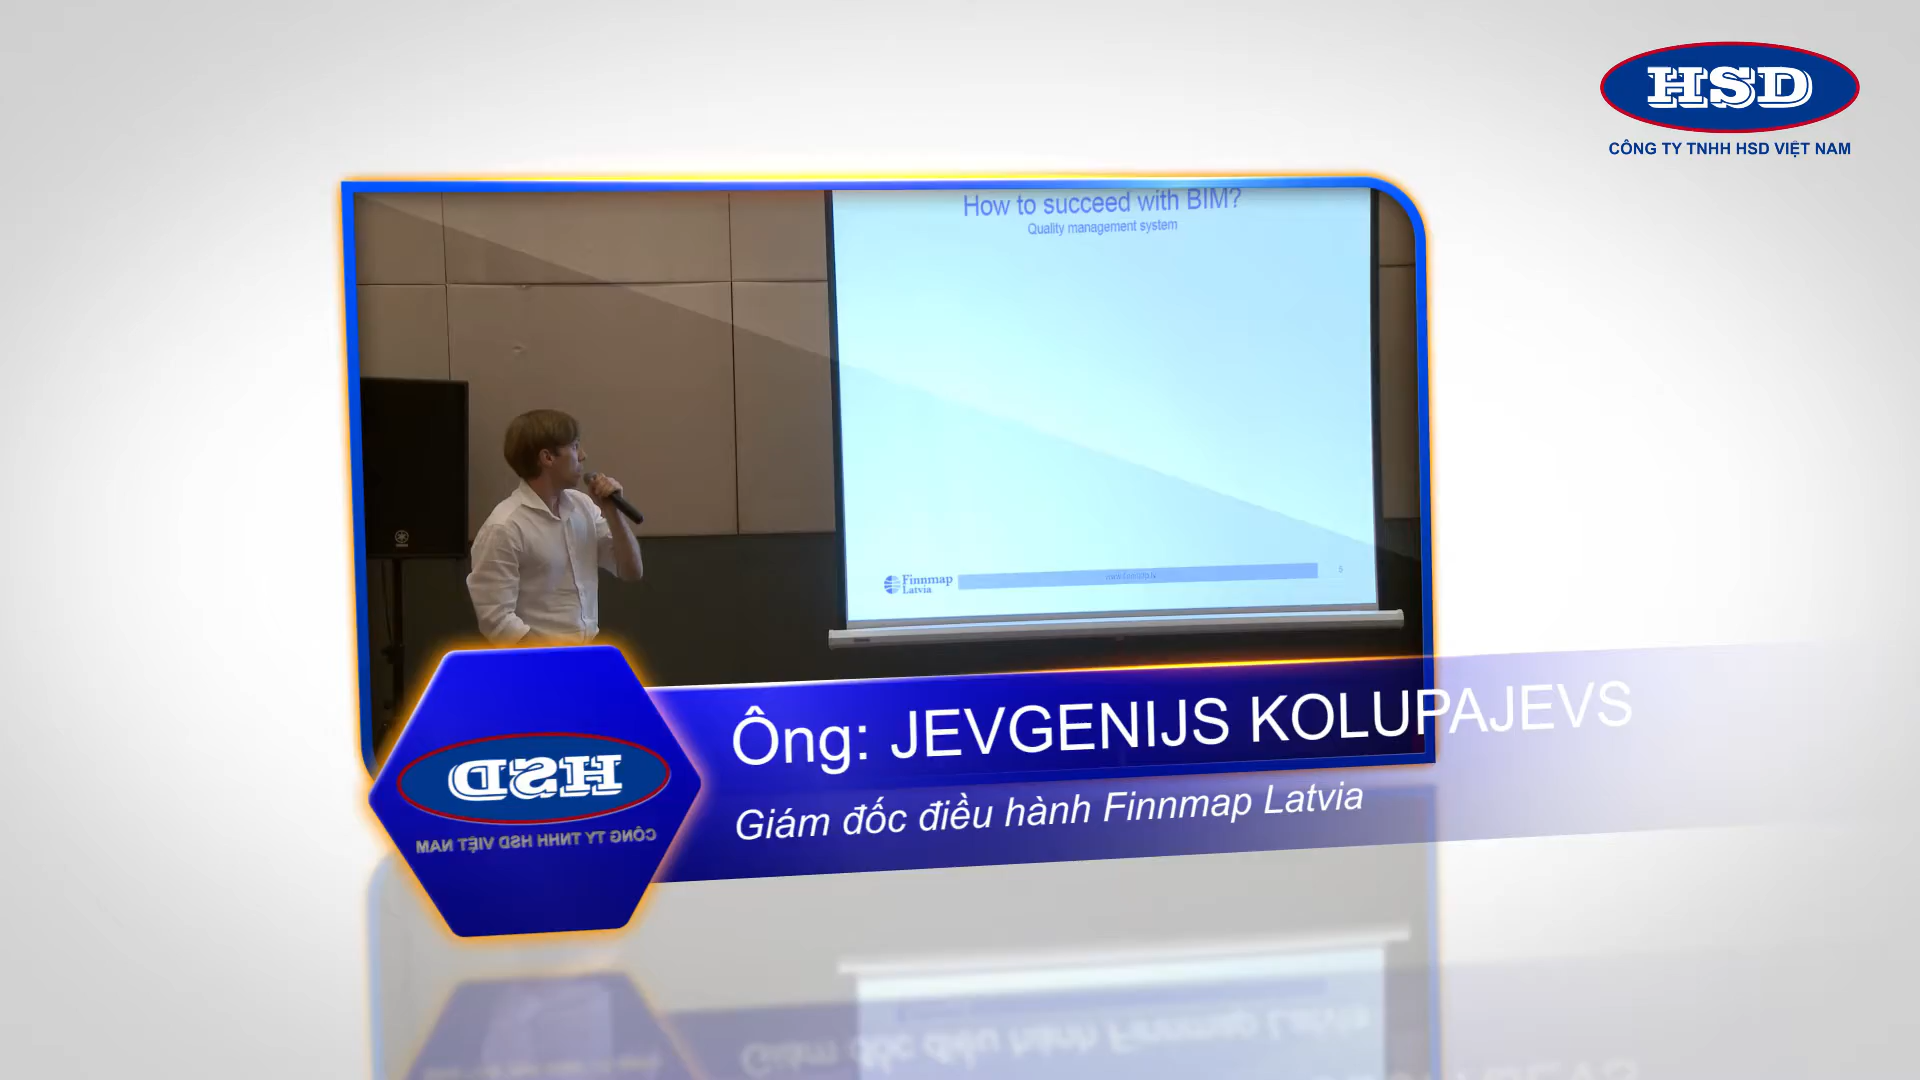 HSD
CÔNG TY TNHH HSD VIỆT NAM
How to succeed with BIM?
Quality management system
Finnmap
Latvia
5
Ông: JEVGENIJS KOLUPAJEVS
Giám đốc điều hành Finnmap Latvia
HSD
CÔNG TY TNHH HSD VIỆT NAM